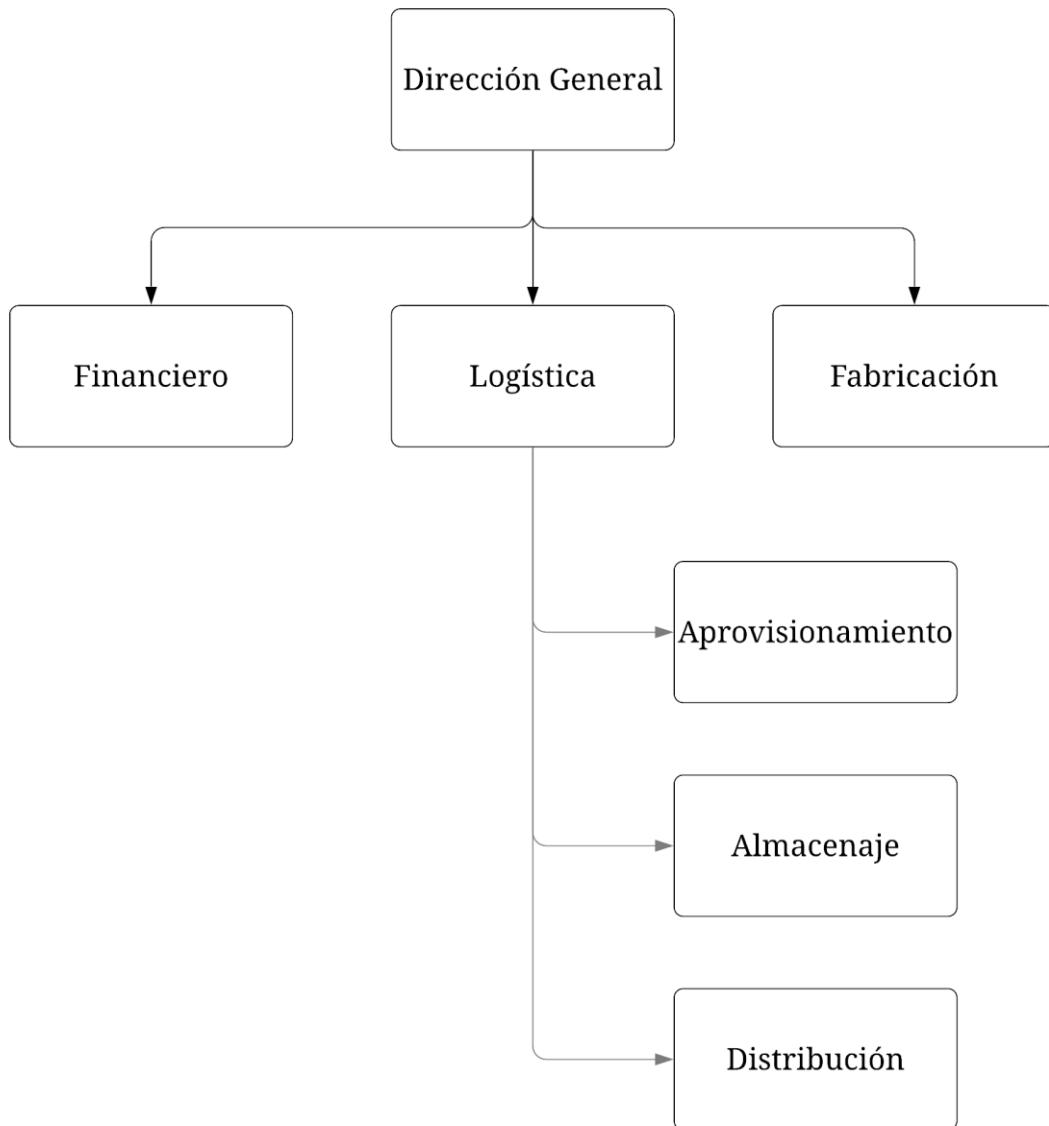 Dirección General
Financiero
Logística
Fabricación
Aprovisionamiento
Almacenaje
Distribución